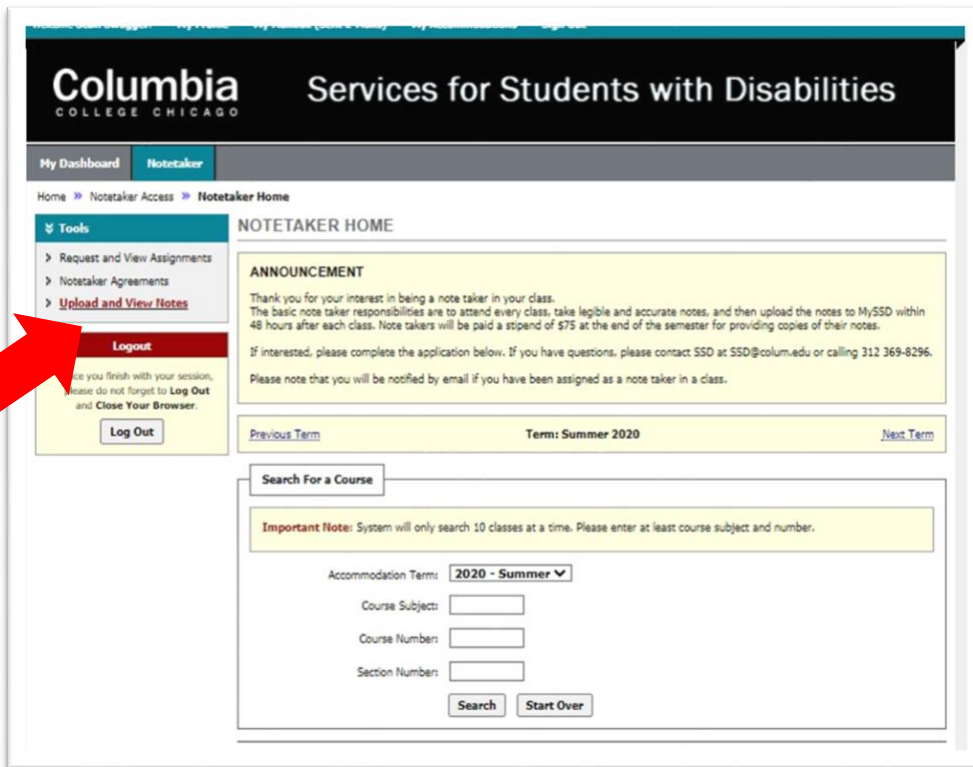 Columbia
COLLEGE CHICAGO
Services for Students with Disabilities
My Dashboard Notetaker
Home » Notetaker Access » Notetaker Home
Tools
Request and View Assignments
Notetaker Agreements
Upload and View Notes
Logout
you finish with your session,
do not forget to Log Out
and Close Your Browser.
Log Out
NOTETAKER HOME
ANNOUNCEMENT
Thank you for your interest in being a note taker in your class.
The basic note taker responsibilities are to attend every class, take legible and accurate notes, and then upload the notes to MySSD within
48 hours after each class. Note takers will be paid a stipend of $75 at the end of the semester for providing copies of their notes.
If interested, please complete the application below. If you have questions, please contact SSD at SSD@colum.edu or calling 312 369-8296.
Please note that you will be notified by email if you have been assigned as a note taker in a class.
Previous Term Term: Summer 2020 Next Term
Search For a Course
Important Note: System will only search 10 classes at a time. Please enter at least course subject and number.
Accommodation Term: 2020 - Summer
Course Subject:
Course Number:
Section Number:
Search Start Over